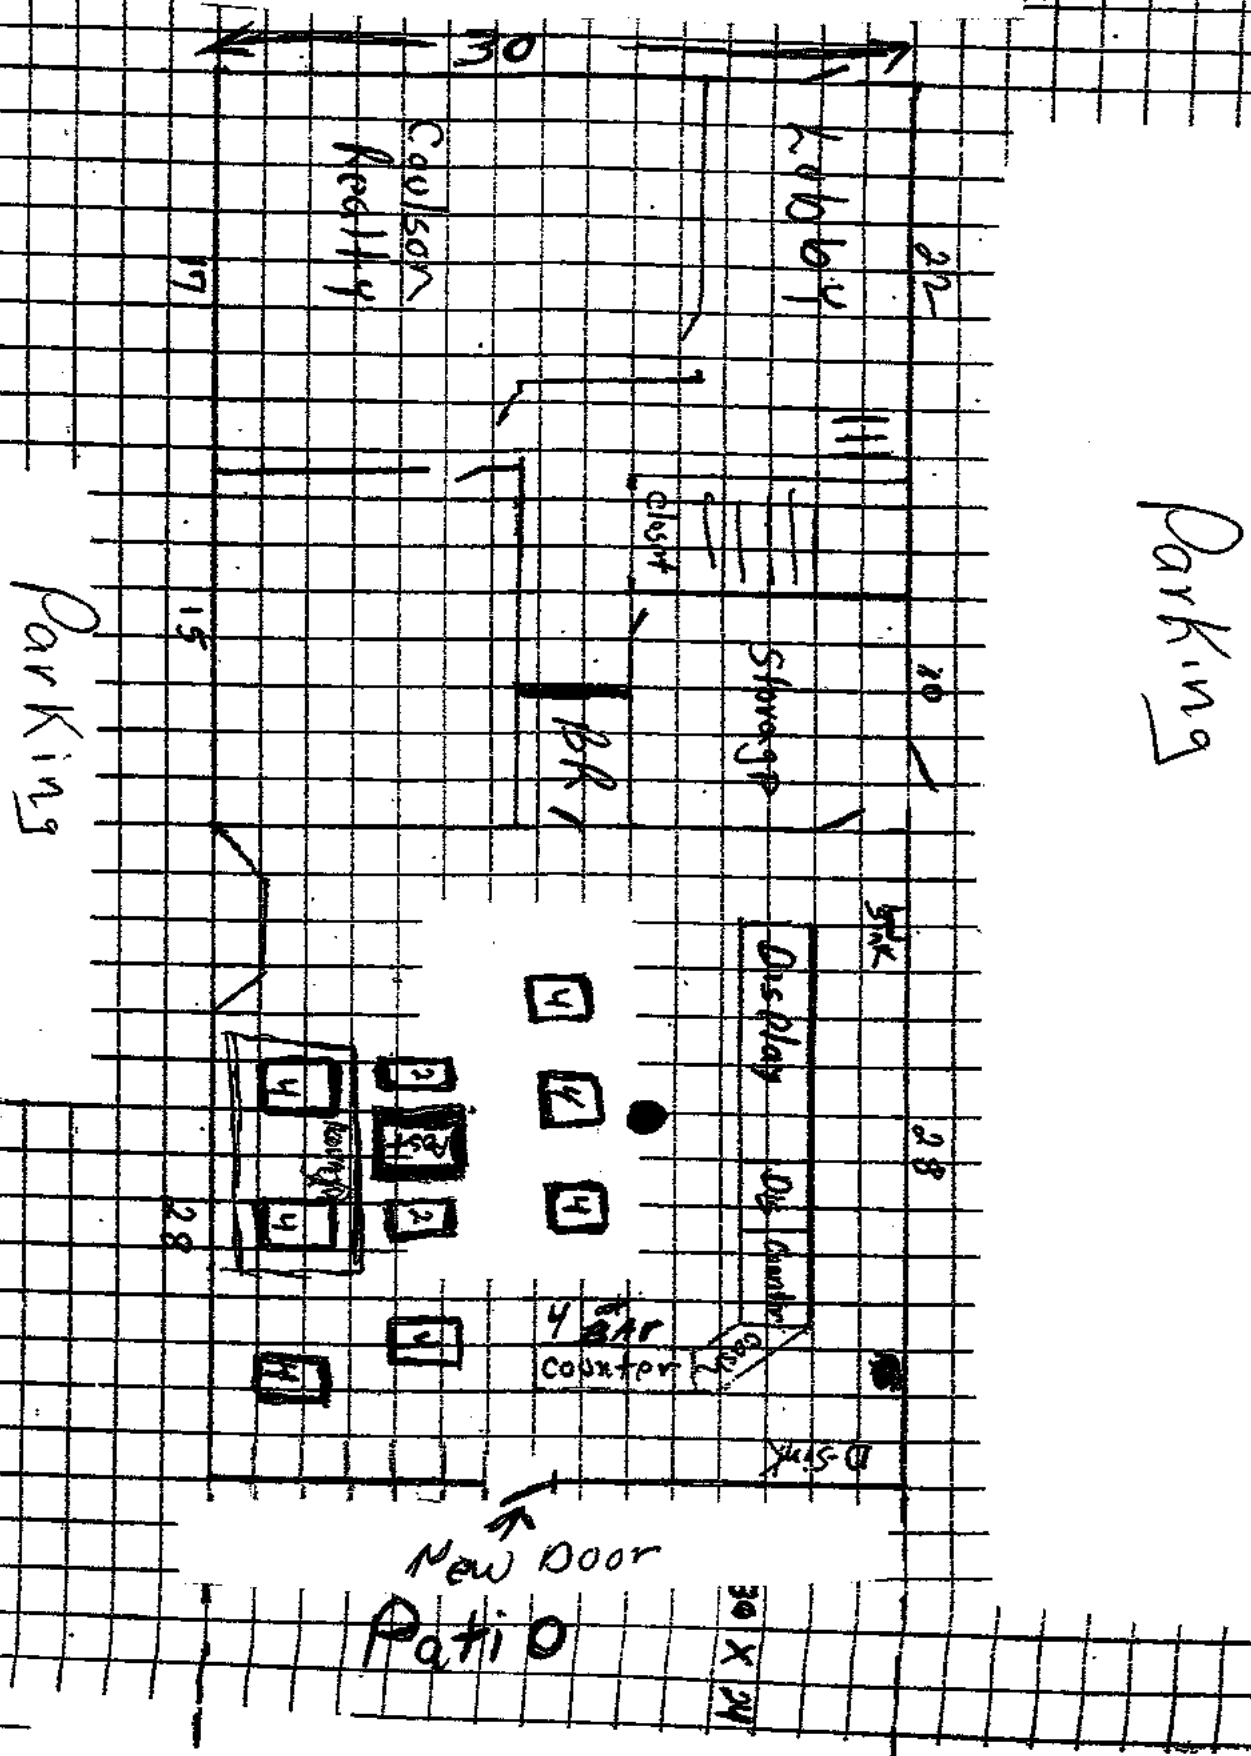 30
Lobby
22
Coulson
Realty
17
Parking
closet
Storage
10
15
BR
Parking
Sink
Display
28
4
4
2
4
Post
4
2
4
28
Counter
4
BAr
counter
4
D-Sink
New Door
Patio
30 X 24